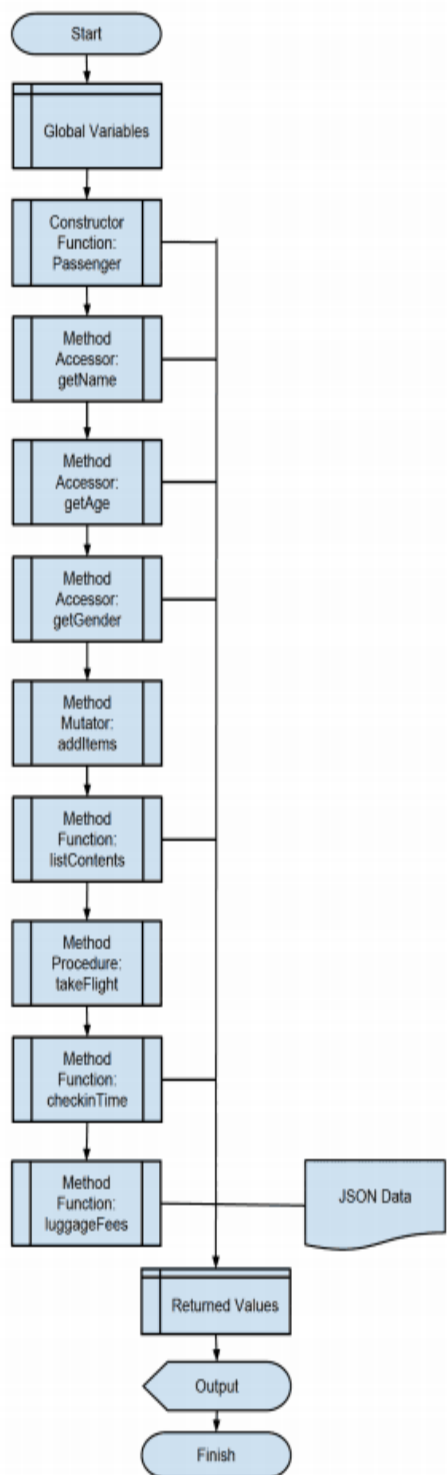 Start
Global Variables
Constructor
Function:
Passenger
Method
Accessor:
getName
Method
Accessor:
getAge
Method
Accessor:
getGender
Method
Mutator:
addItems
Method
Function:
listContents
Method
Procedure:
takeFlight
Method
Function:
checkinTime
Method
Function:
luggageFees
JSON Data
Returned Values
Output
Finish